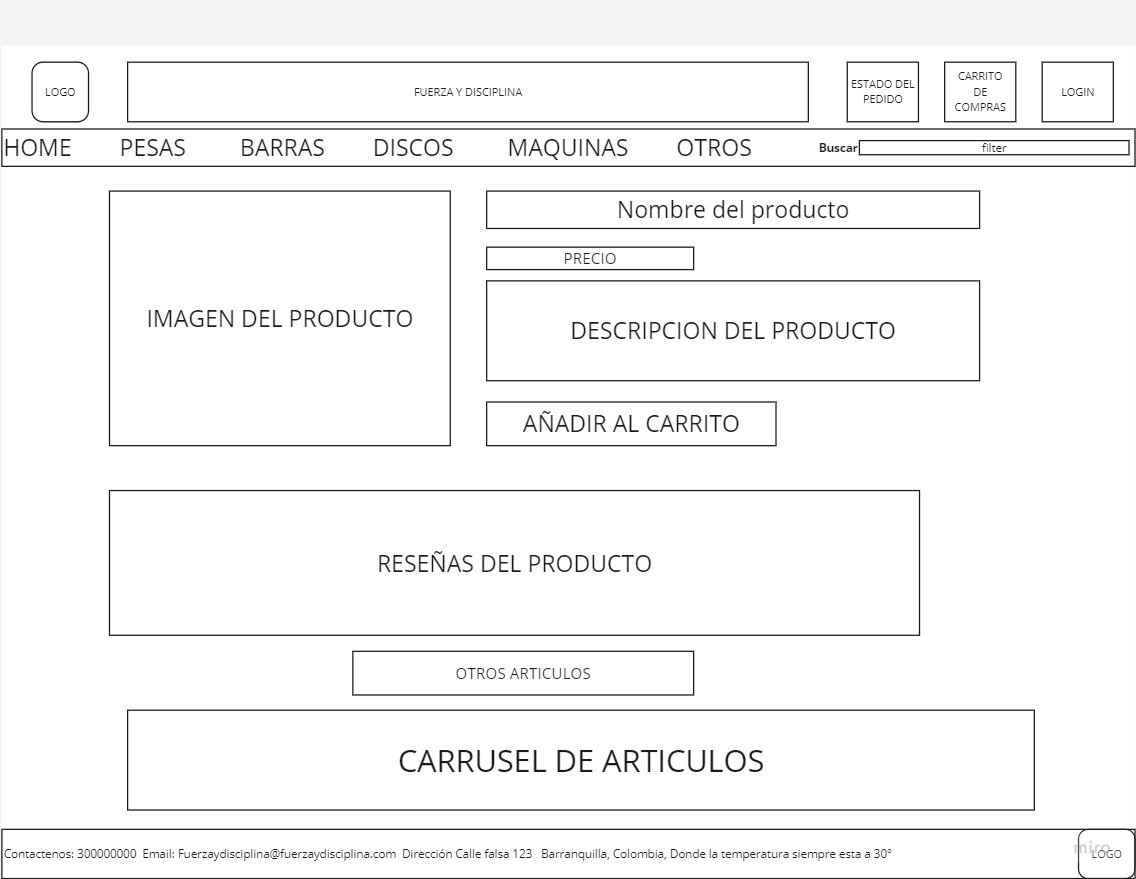 LOGO
FUERZA Y DISCIPLINA
ESTADO DEL
PEDIDO
CARRITO
DE
COMPRAS
LOGIN
HOME PESAS BARRAS DISCOS MAQUINAS OTROS Buscar filter
IMAGEN DEL PRODUCTO
Nombre del producto
PRECIO
DESCRIPCION DEL PRODUCTO
AÑADIR AL CARRITO
RESEÑAS DEL PRODUCTO
OTROS ARTICULOS
CARRUSEL DE ARTICULOS
Contactenos: 300000000 Email: Fuerzaydisciplina@fuerzaydisciplina.com Dirección Calle falsa 123 Barranquilla, Colombia, Donde la temperatura siempre esta a 30°
miro
LOGO